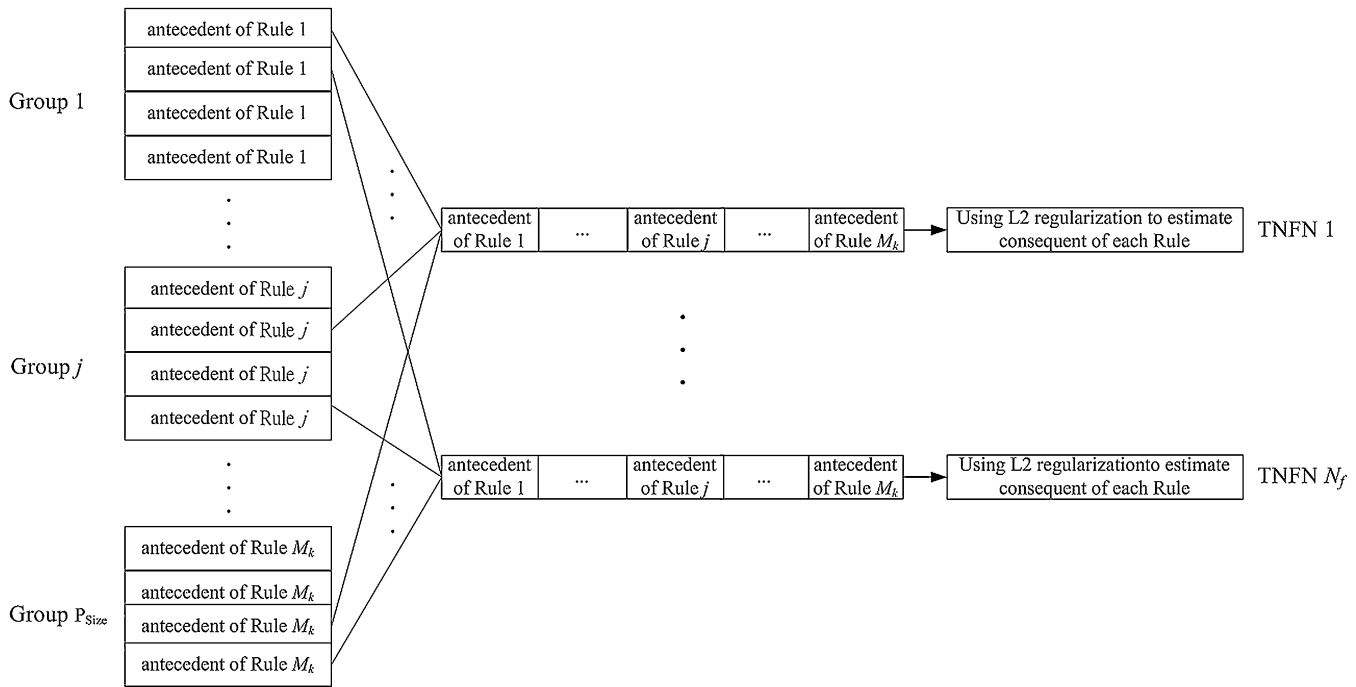 antecedent of Rule 1
antecedent of Rule 1
Group 1
antecedent of Rule 1
antecedent of Rule 1
antecedent of Rule j
antecedent of Rule j
Group j
antecedent of Rule j
antecedent of Rule j
antecedent of Rule Mk
antecedent of Rule Mk
Group PSize
antecedent of Rule Mk
antecedent of Rule Mk
antecedent
of Rule 1
...
antecedent
of Rule j
...
antecedent
of Rule Mk
Using L2 regularization to estimate
consequent of each Rule
TNFN 1
antecedent
of Rule 1
...
antecedent
of Rule j
...
antecedent
of Rule Mk
Using L2 regularizationto estimate
consequent of each Rule
TNFN Nf